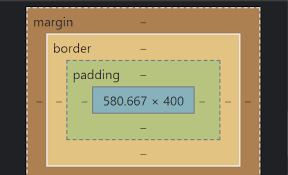 margin –
border –
padding –
– – – 580.667 × 400 – – –
–
–